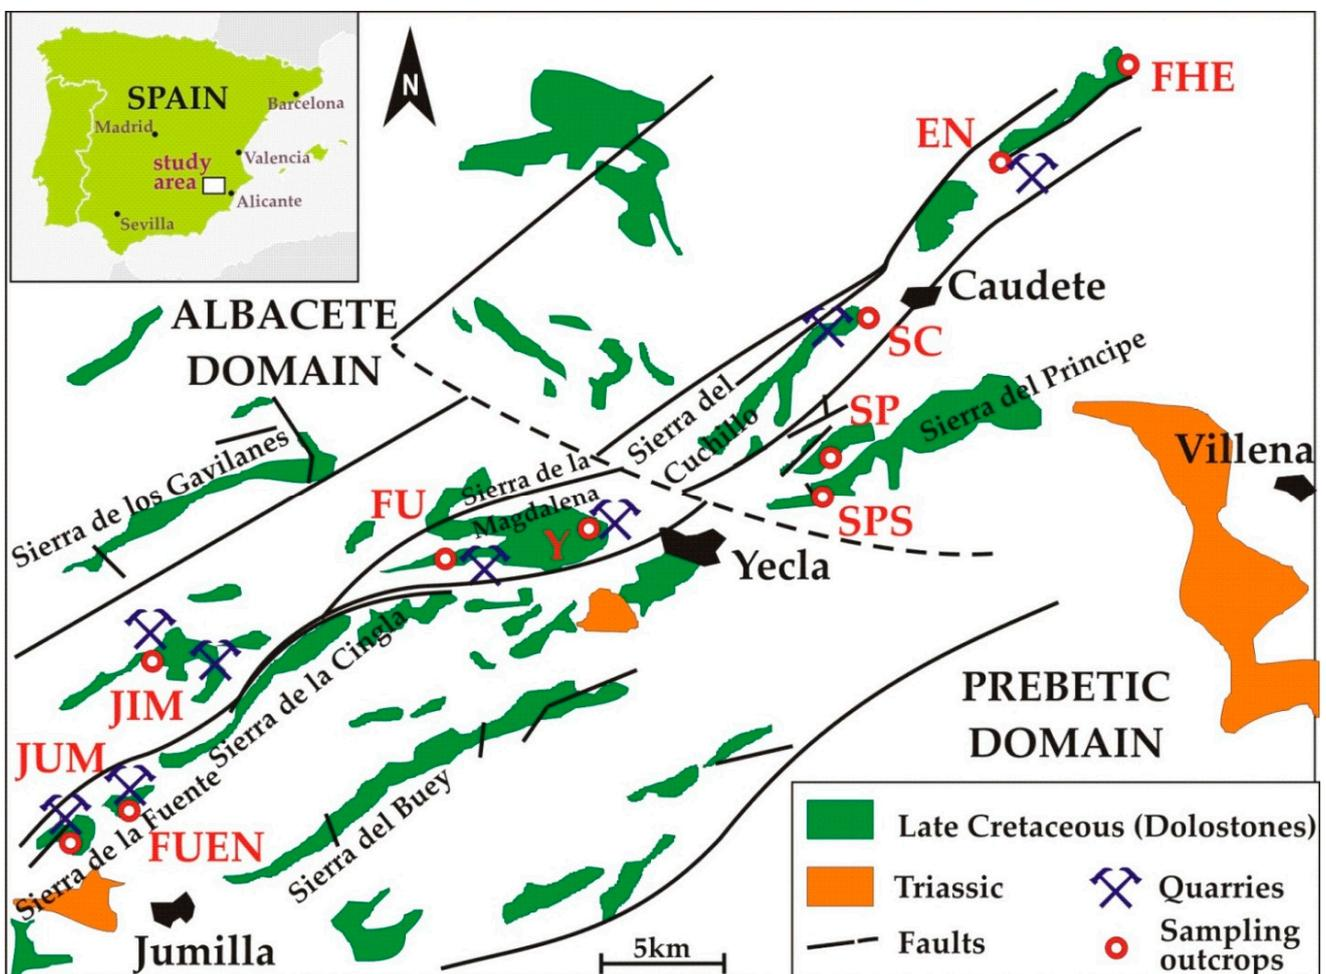 SPAIN
Barcelona
Madrid
Valencia
study
area
Alicante
Sevilla
N
FHE
EN
Caudete
ALBACETE
DOMAIN
SC
Sierra del
Cuchillo
SP
Sierra del Principe
Villena
Sierra de los Gavilanes
FU
Sierra de la
Magdalena
Y
SPS
Yecla
JIM
Sierra de la Cingla
PREBETIC
DOMAIN
JUM
Sierra de la Fuente
FUEN
Sierra del Buey
Jumilla
5km
Late Cretaceous (Dolostones)
Triassic
Quarries
Faults
Sampling
outcrops